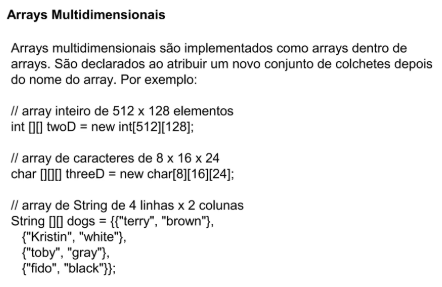 Arrays Multidimensionais
Arrays multidimensionais são implementados como arrays dentro de
arrays. São declarados ao atribuir um novo conjunto de colchetes depois
do nome do array. Por exemplo:
// array inteiro de 512 x 128 elementos
int [][] twoD = new int[512][128];
// array de caracteres de 8 x 16 x 24
char [][][] threeD = new char[8][16][24];
// array de String de 4 linhas x 2 colunas
String [][] dogs = {{"terry", "brown"},
{"Kristin", "white"},
{"toby", "gray"},
{"fido", "black"}};